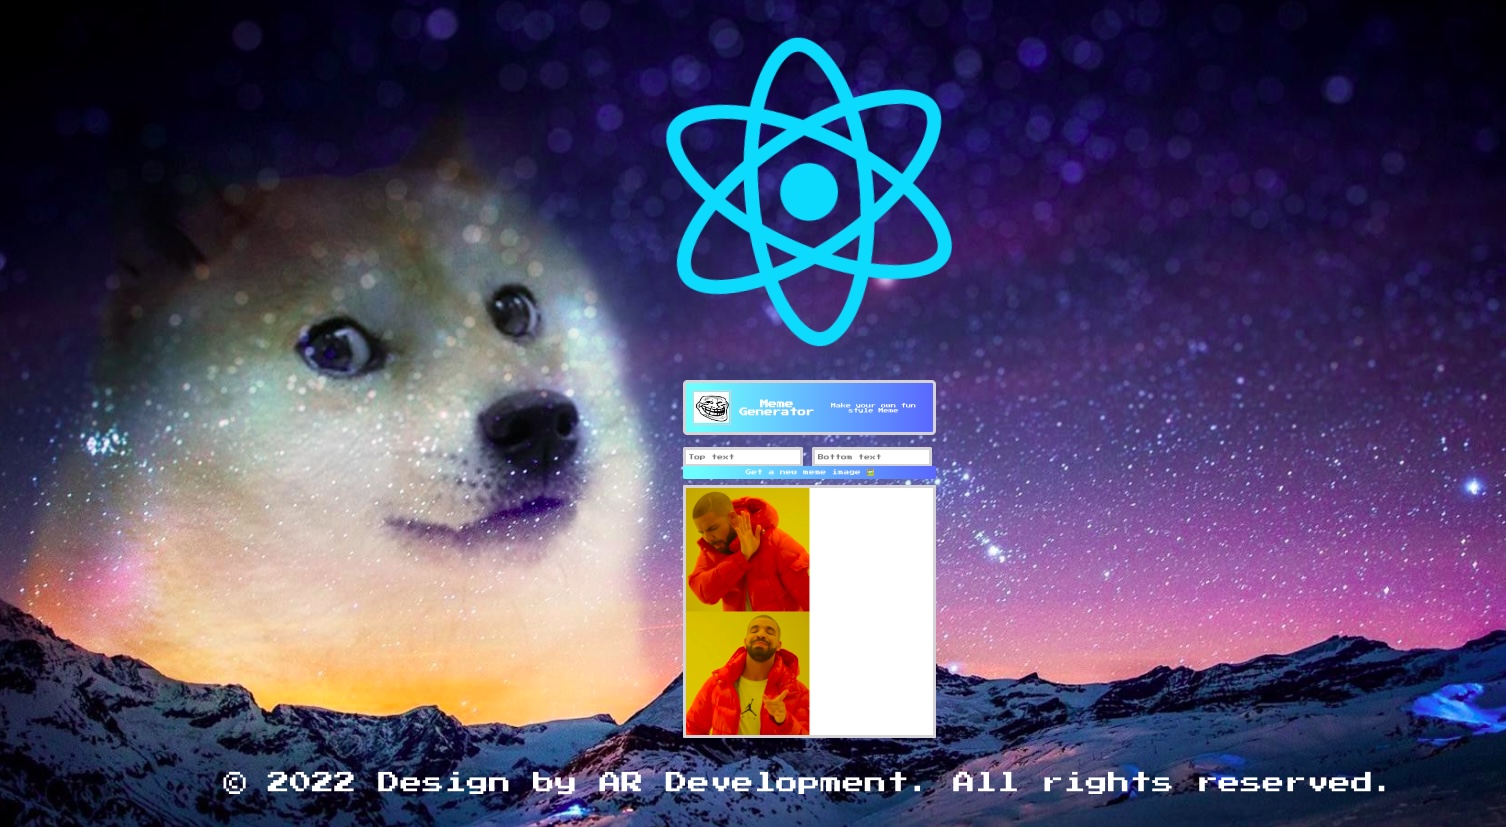 Meme
Generator
Make your own fun
style Meme
Top text
Bottom text
Get a new meme image
© 2022 Design by AR Development. All rights reserved.